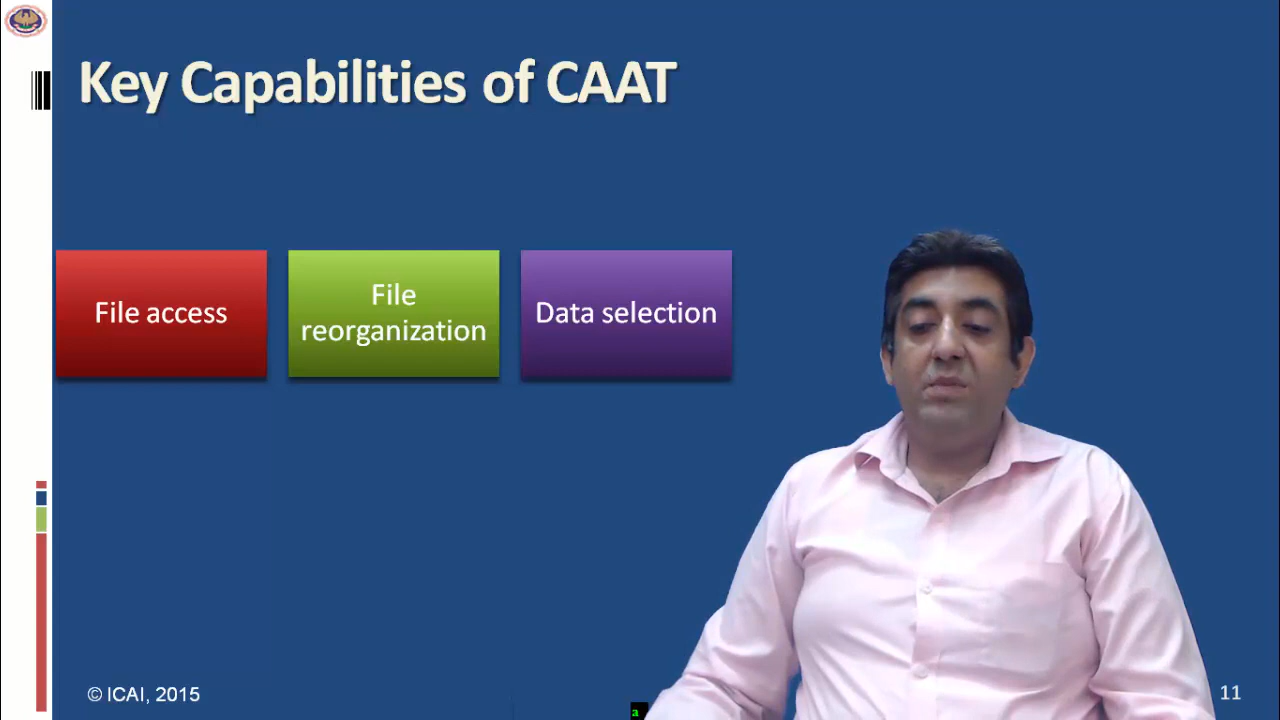 Key Capabilities of CAAT
File access
File
reorganization
Data selection
© ICAI, 2015
a
11